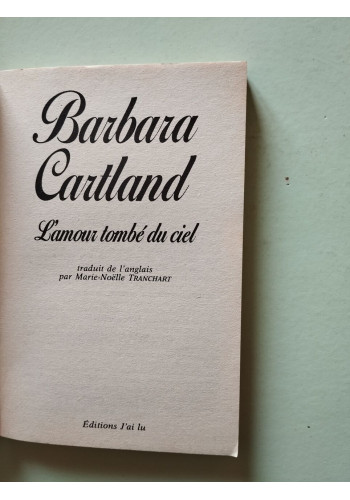 Barbara
Cartland
L'amour tombé du ciel
traduit de l'anglais
par Marie-Noëlle TRANCHART
Éditions J'ai lu